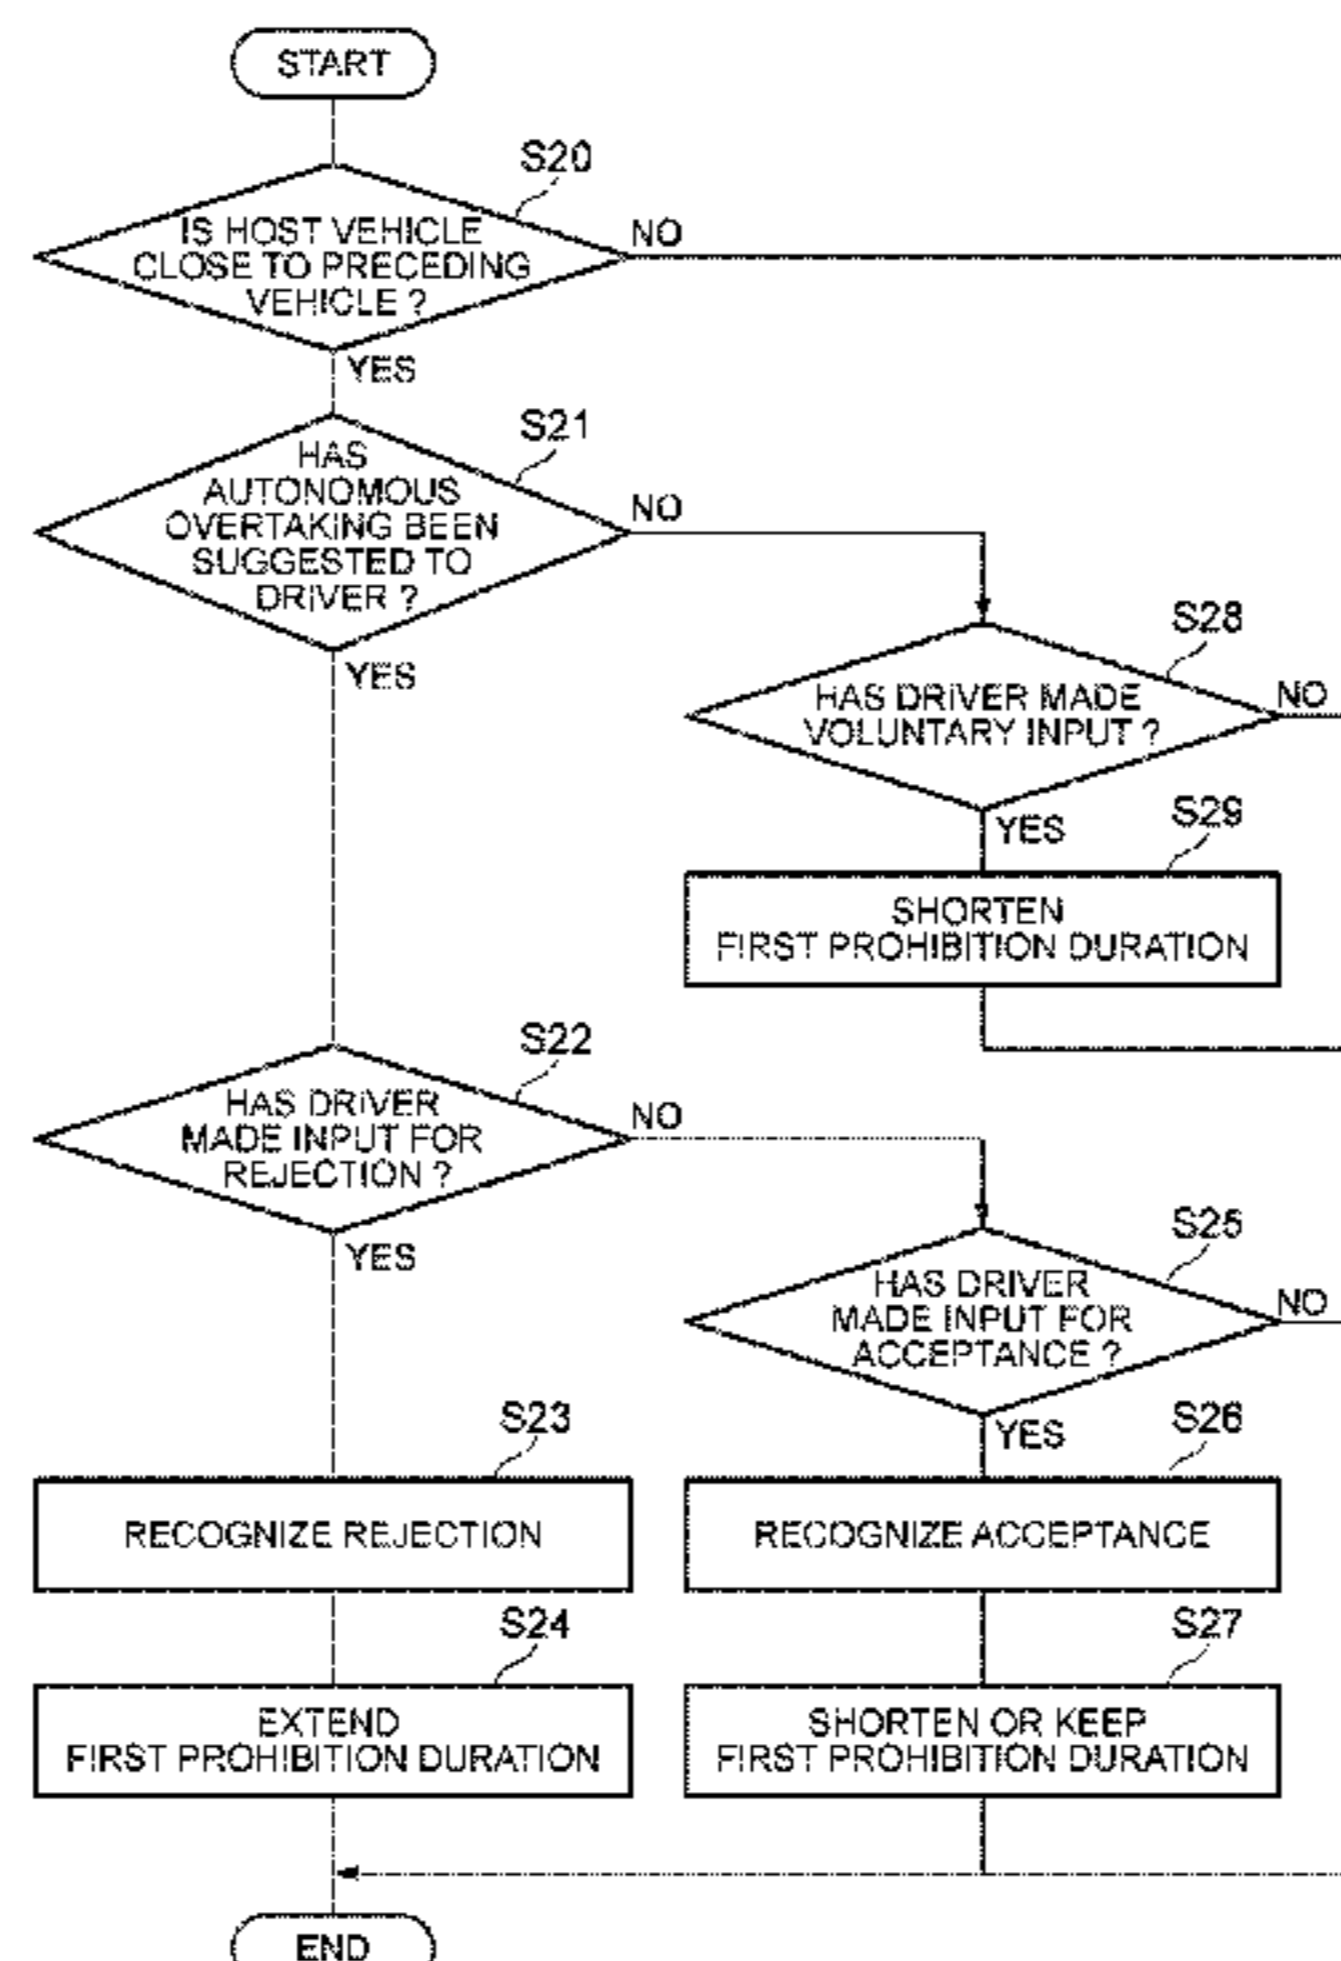 START
S20
IS HOST VEHICLE
CLOSE TO PRECEDING
VEHICLE ?
NO
YES
S21
HAS
AUTONOMOUS
OVERTAKING BEEN
SUGGESTED TO
DRIVER ?
NO
YES
S28
HAS DRIVER MADE
VOLUNTARY INPUT ?
NO
YES
S29
SHORTEN
FIRST PROHIBITION DURATION
S22
HAS DRIVER
MADE INPUT FOR
REJECTION ?
NO
YES
S25
HAS DRIVER
MADE INPUT FOR
ACCEPTANCE ?
NO
YES
S23
RECOGNIZE REJECTION
S26
RECOGNIZE ACCEPTANCE
S24
EXTEND
FIRST PROHIBITION DURATION
S27
SHORTEN OR KEEP
FIRST PROHIBITION DURATION
END